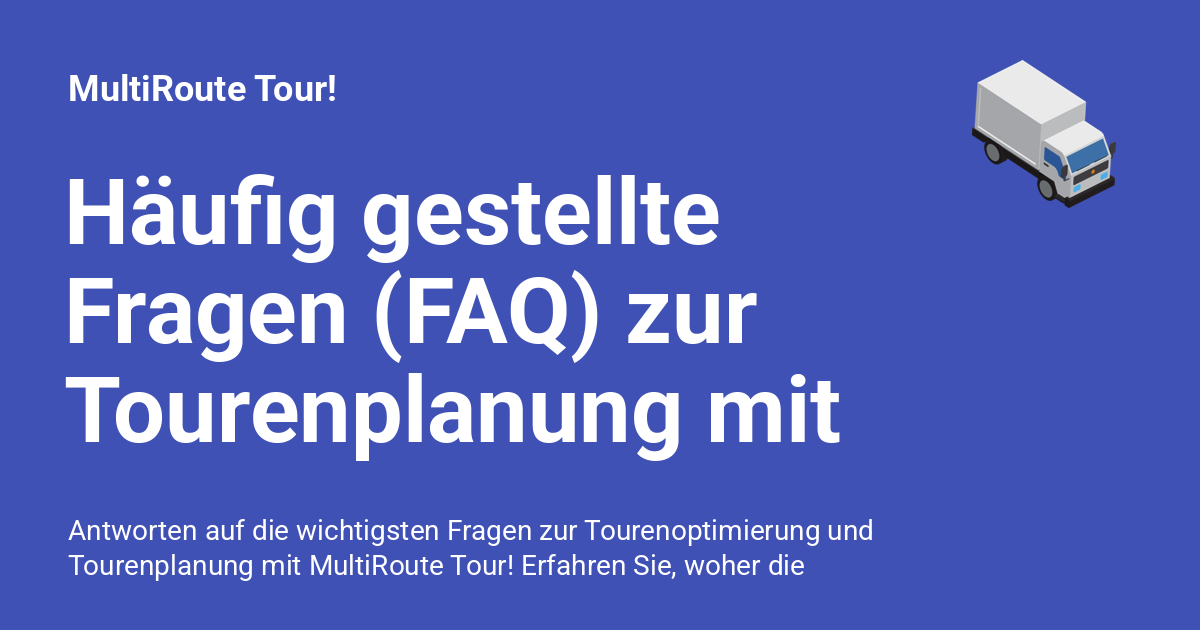 MultiRoute Tour!
Häufig gestellte
Fragen (FAQ) zur
Tourenplanung mit
Antworten auf die wichtigsten Fragen zur Tourenoptimierung und
Tourenplanung mit MultiRoute Tour! Erfahren Sie, woher die